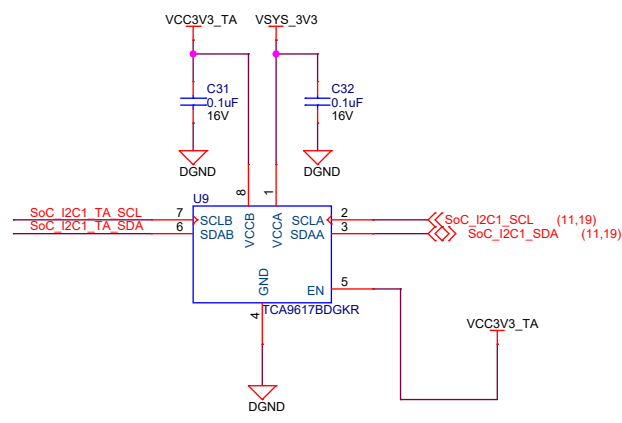 VCC3V3_TA
VSYS_3V3
C31
0.1uF
16V
C32
0.1uF
16V
DGND
DGND
U9
8
1
SoC_I2C1_TA_SCL
7
SCLB
VCCB
VCCA
SCLA
2
SoC_I2C1_SCL (11,19)
SoC_I2C1_TA_SDA
6
SDAB
SDAA
3
SoC_I2C1_SDA (11,19)
GND
EN
5
4
TCA9617BDGKR
VCC3V3_TA
DGND